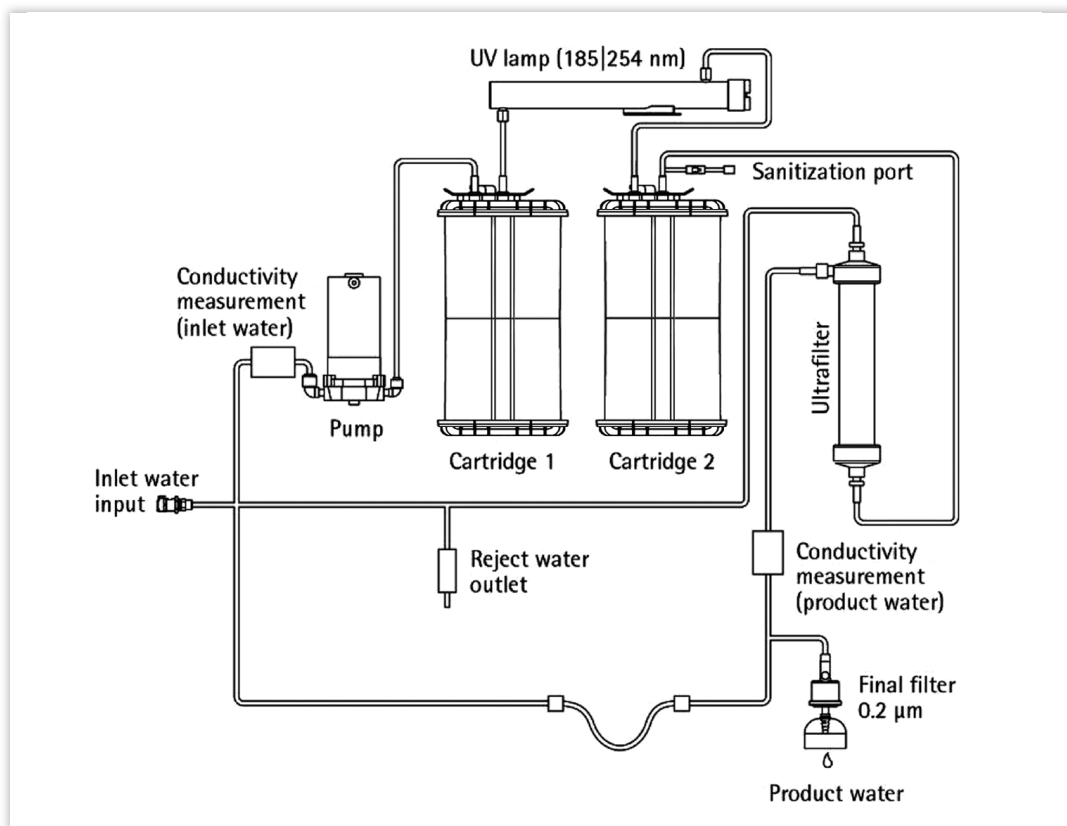 UV lamp (185|254 nm)
Sanitization port
Conductivity
measurement
(inlet water)
Ultrafilter
Pump
Cartridge 1
Cartridge 2
Inlet water
input
Reject water
outlet
Conductivity
measurement
(product water)
Final filter
0.2 µm
Product water